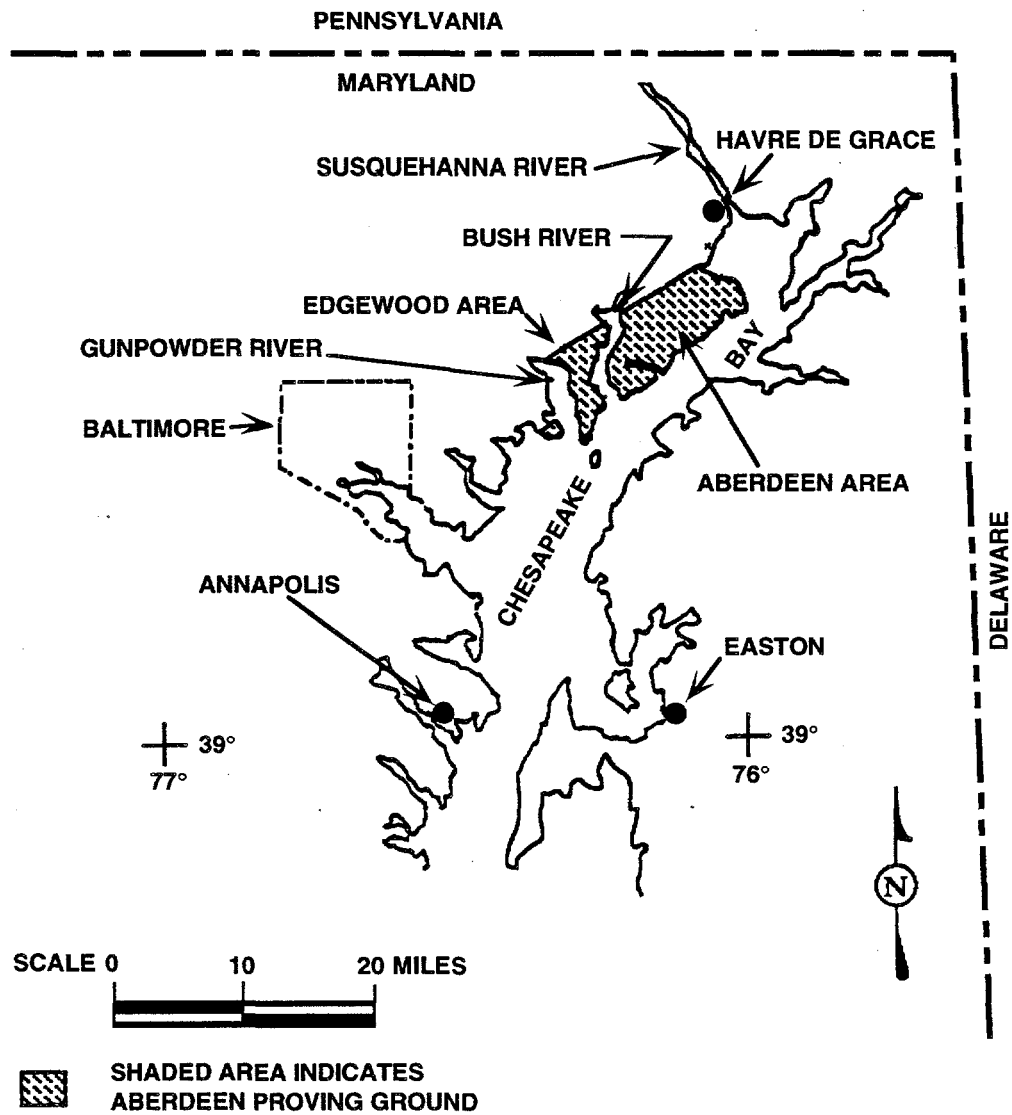 PENNSYLVANIA
MARYLAND
HAVRE DE GRACE
SUSQUEHANNA RIVER
BUSH RIVER
EDGEWOOD AREA
GUNPOWDER RIVER
BAY
BALTIMORE
ABERDEEN AREA
CHESAPEAKE
DELAWARE
ANNAPOLIS
EASTON
39°
77°
39°
76°
N
SCALE 0 10 20 MILES
SHADED AREA INDICATES
ABERDEEN PROVING GROUND